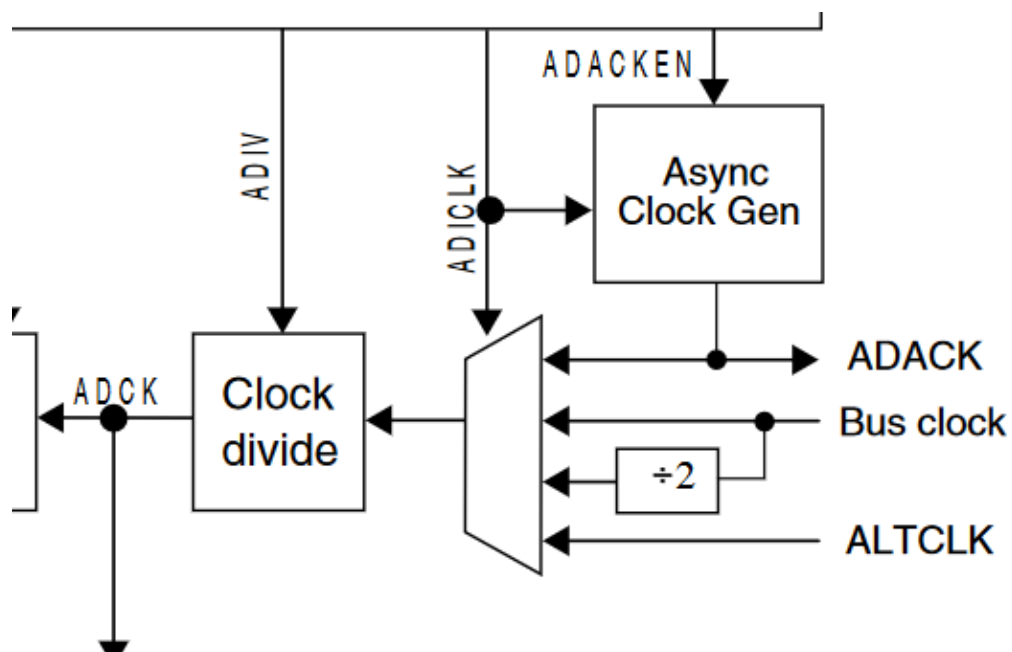 ADACKEN
ADIV
ADICLK
Async
Clock Gen
ADACK
ADCK
Clock
divide
Bus clock
÷2
ALTCLK